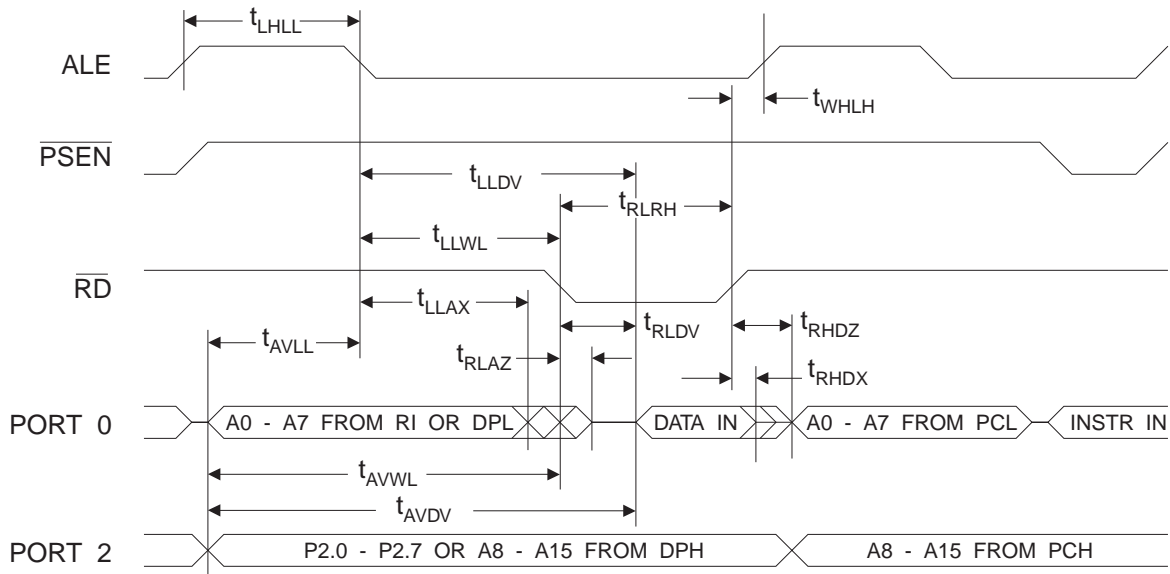 tLHLL
ALE
tWHLH
PSEN
tLLDV
tRLRH
tLLWL
RD
tLLAX
tRLDV
tRHDZ
tAVLL
tRLAZ
tRHDX
PORT 0
A0 - A7 FROM RI OR DPL
DATA IN
A0 - A7 FROM PCL
INSTR IN
tAVWL
tAVDV
PORT 2
P2.0 - P2.7 OR A8 - A15 FROM DPH
A8 - A15 FROM PCH